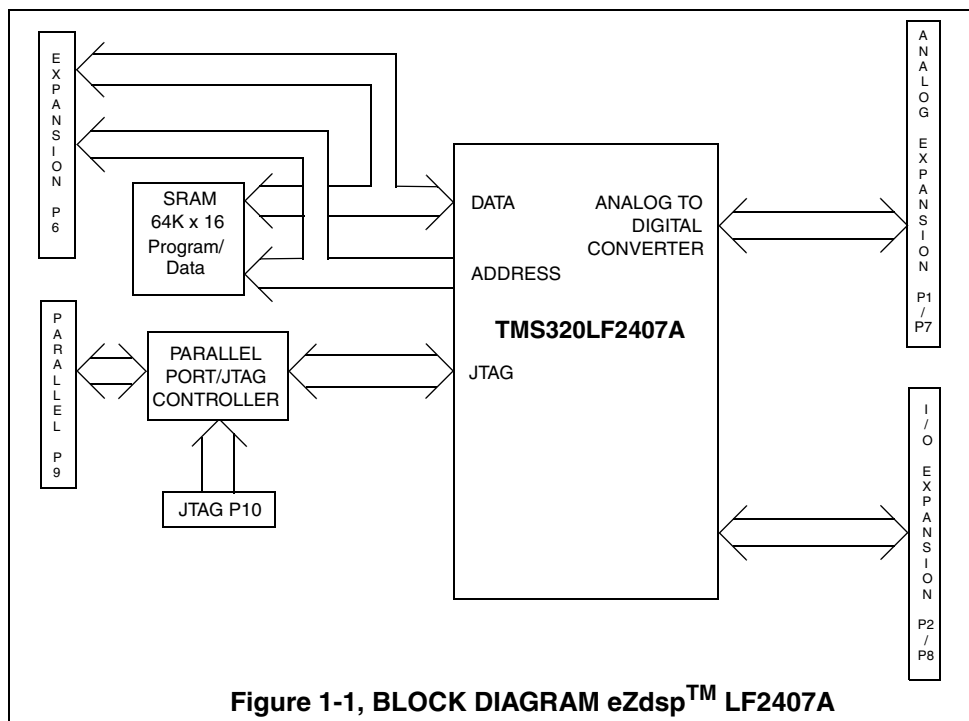 EXPANSION P6
SRAM
64K x 16
Program/
Data
DATA
ADDRESS
ANALOG TO
DIGITAL
CONVERTER
TMS320LF2407A
JTAG
ANALOG EXPANSION P1 / P7
PARALLEL P9
PARALLEL
PORT/JTAG
CONTROLLER
JTAG P10
I/O EXPANSION P2 / P8
Figure 1-1, BLOCK DIAGRAM eZdsp™ LF2407A